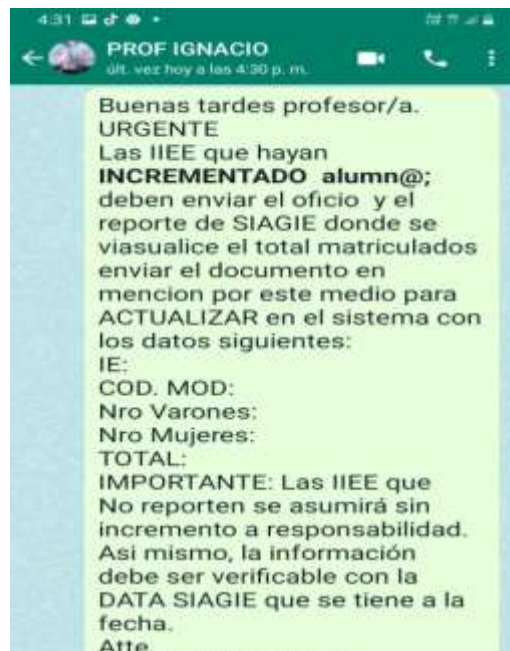 4:31
PROF IGNACIO
últ. vez hoy a las 4:30 p. m.
Buenas tardes profesor/a.
URGENTE
Las IIEE que hayan
INCREMENTADO alumn@;
deben enviar el oficio y el
reporte de SIAGIE donde se
viasualice el total matriculados
enviar el documento en
mencion por este medio para
ACTUALIZAR en el sistema con
los datos siguientes:
IE:
COD. MOD:
Nro Varones:
Nro Mujeres:
TOTAL:
IMPORTANTE: Las IIEE que
No reporten se asumirá sin
incremento a responsabilidad.
Asi mismo, la información
debe ser verificable con la
DATA SIAGIE que se tiene a la
fecha.
Atte